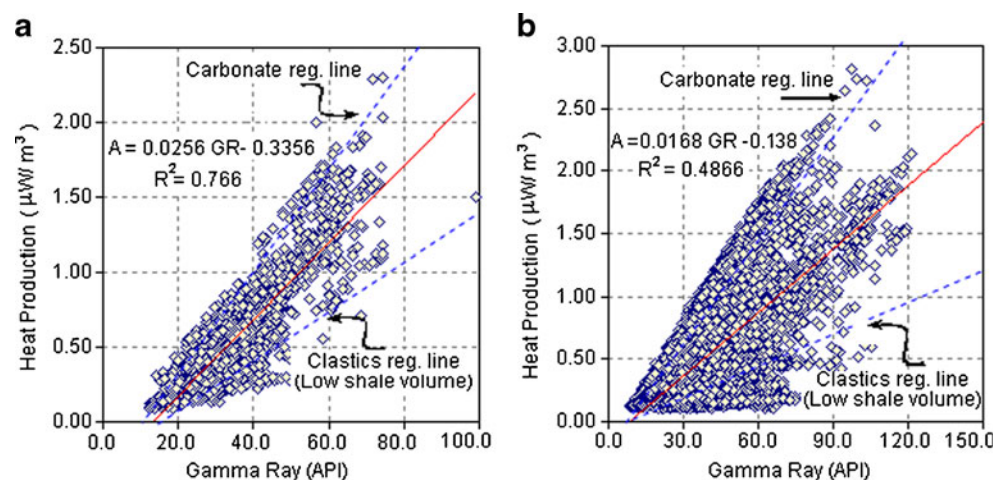 a
2.50
2.00
1.50
1.00
0.50
0.00
Heat Production ( µW/ m³ )
Carbonate reg. line
A = 0.0256 GR- 0.3356
R²= 0.766
Clastics reg. line
(Low shale volume)
0.0 20.0 40.0 60.0 80.0 100.0
Gamma Ray (API)
b
3.00
2.50
2.00
1.50
1.00
0.50
0.00
Heat Production ( µW/ m³ )
Carbonate
reg. line
A = 0.0168 GR -0.138
R² = 0.4866
Clastics reg. line
(Low shale volume)
0.0 30.0 60.0 90.0 120.0 150.0
Gamma Ray (API)